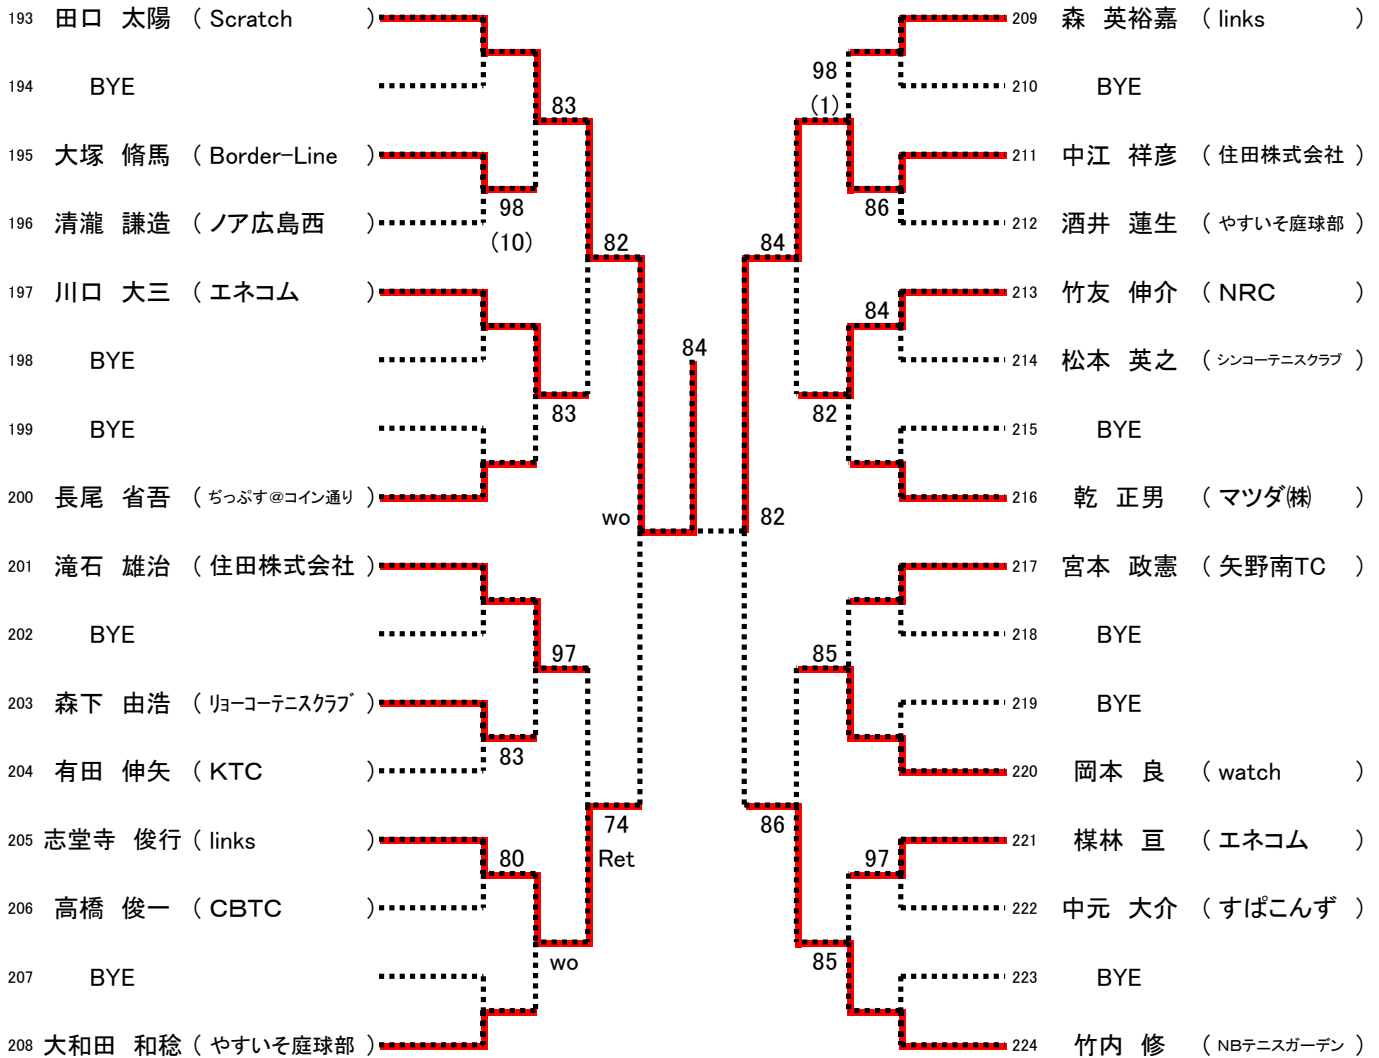 193 田口 太陽 ( Scratch )
194 BYE
83
195 大塚 脩馬 ( Border-Line )
98
(10)
196 清瀧 謙造 ( ノア広島西 )
82
197 川口 大三 ( エネコム )
198 BYE
83
199 BYE
200 長尾 省吾 ( ぢっぷす@コイン通り )
wo
84
201 滝石 雄治 ( 住田株式会社 )
202 BYE
97
203 森下 由浩 ( リョーコーテニスクラブ )
83
204 有田 伸矢 ( KTC )
74
Ret
205 志堂寺 俊行 ( links )
80
206 高橋 俊一 ( CBTC )
wo
207 BYE
208 大和田 和稔 ( やすいそ庭球部 )
209 森 英裕嘉 ( links )
98
(1)
210 BYE
211 中江 祥彦 ( 住田株式会社 )
86
212 酒井 蓮生 ( やすいそ庭球部 )
84
213 竹友 伸介 ( NRC )
84
214 松本 英之 ( シンコーテニスクラブ )
82
215 BYE
216 乾 正男 ( マツダ㈱ )
82
217 宮本 政憲 ( 矢野南TC )
218 BYE
85
219 BYE
220 岡本 良 ( watch )
86
221 楳林 亘 ( エネコム )
97
222 中元 大介 ( すぱこんず )
85
223 BYE
224 竹内 修 ( NBテニスガーデン )